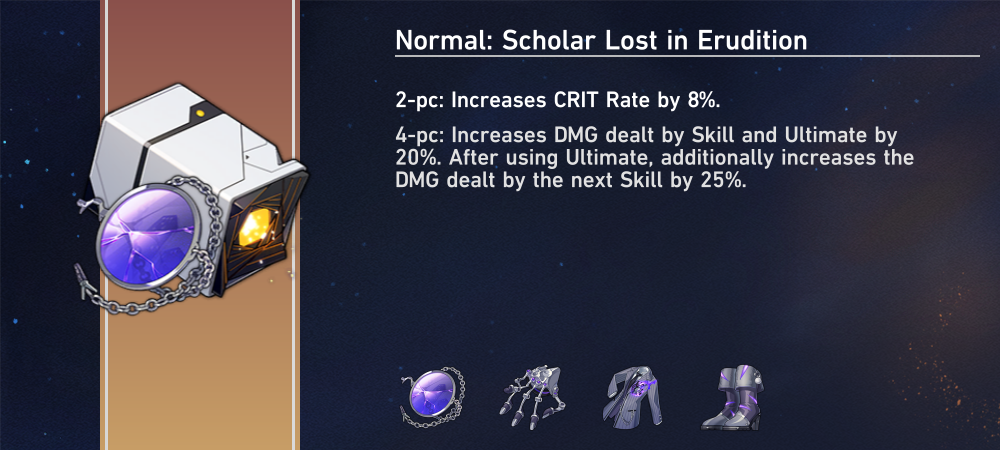 Normal: Scholar Lost in Erudition
2-pc: Increases CRIT Rate by 8%.
4-pc: Increases DMG dealt by Skill and Ultimate by
20%. After using Ultimate, additionally increases the
DMG dealt by the next Skill by 25%.